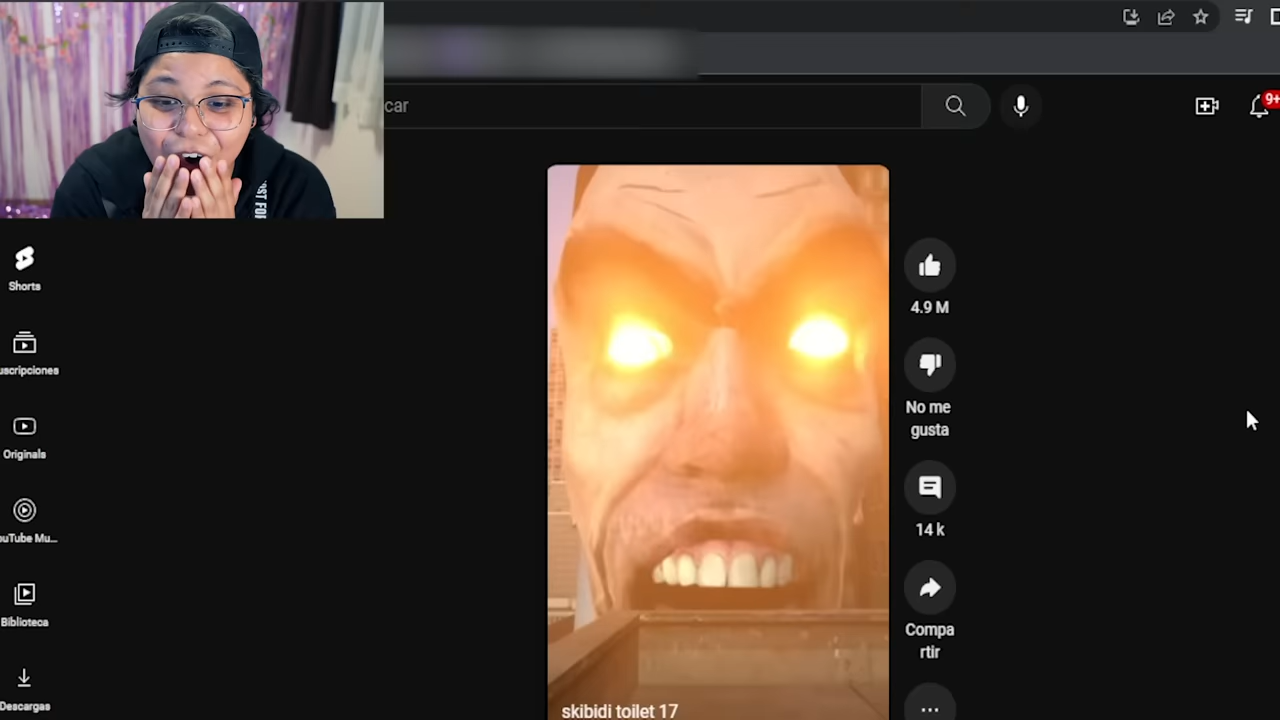 9+
car
Shorts
uscripciones
Originals
ouTube Mu...
Biblioteca
Descargas
4.9 M
No me
gusta
14 k
Compa
rtir
skibidi toilet 17